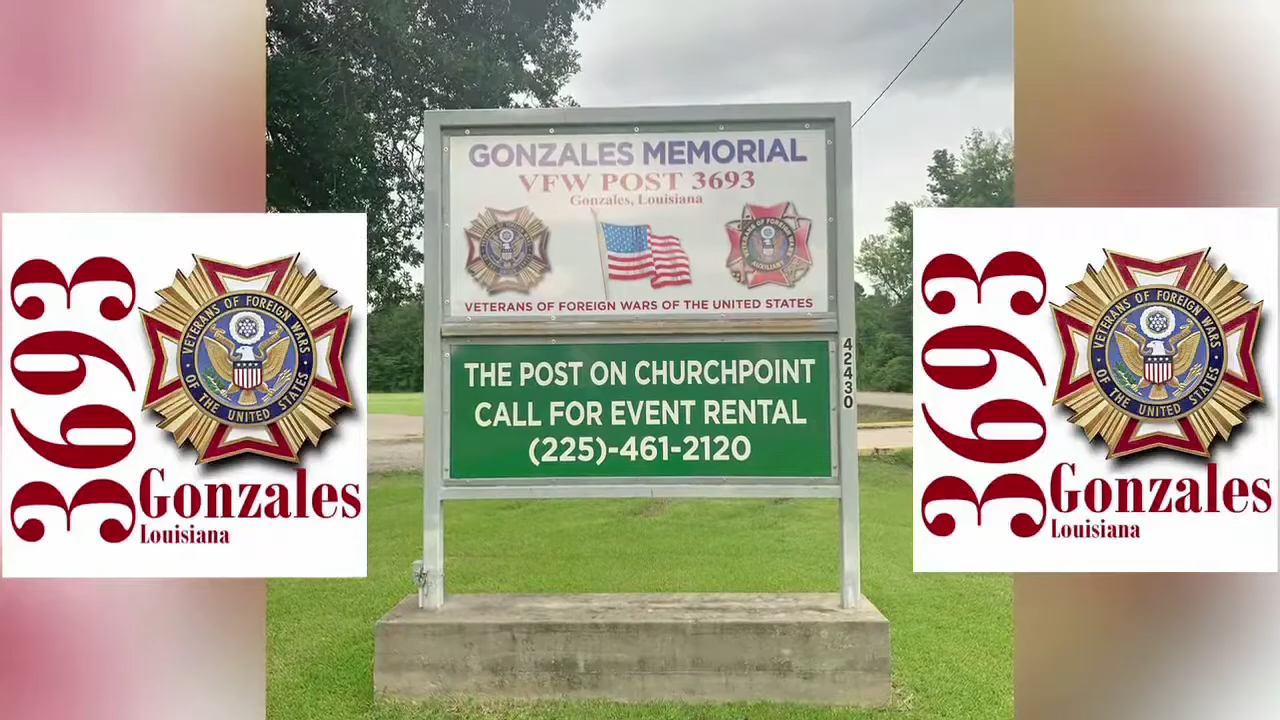 GONZALES MEMORIAL
VFW POST 3693
Gonzales, Louisiana
VETERANS OF FOREIGN WARS OF THE UNITED STATES
THE POST ON CHURCHPOINT
CALL FOR EVENT RENTAL
(225)-461-2120
42430
3693
VETERANS OF FOREIGN WARS OF THE UNITED STATES
Gonzales
Louisiana
3693
VETERANS OF FOREIGN WARS OF THE UNITED STATES
Gonzales
Louisiana